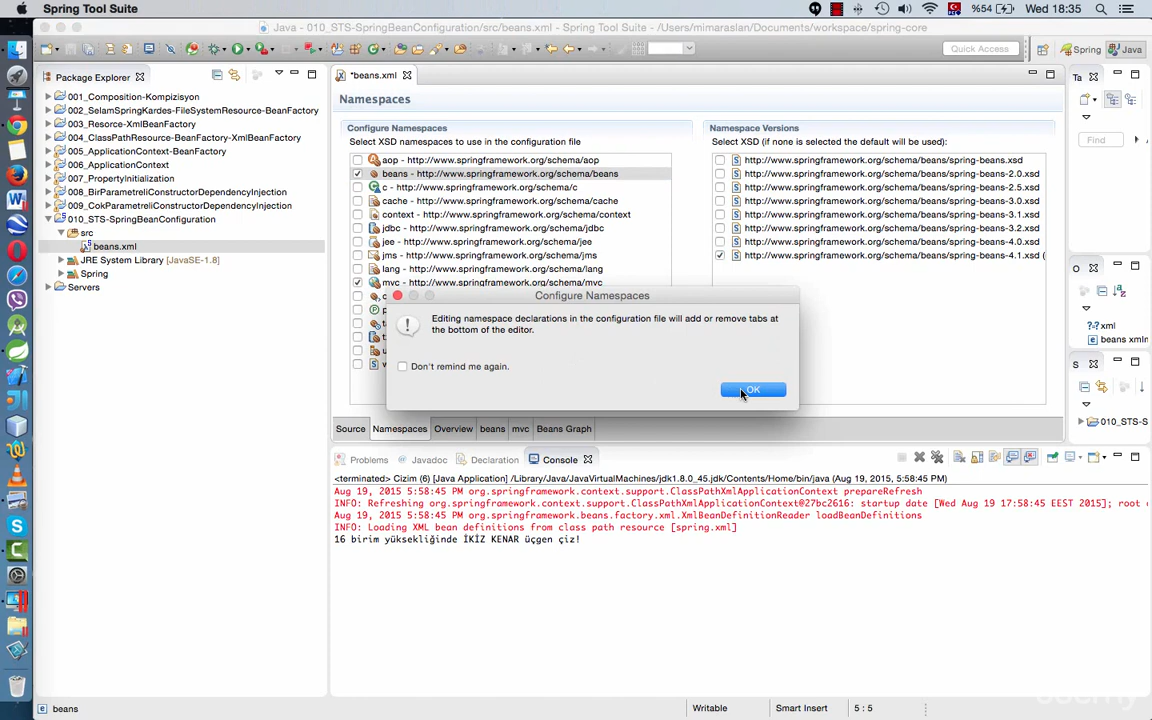 Spring Tool Suite
%54
Wed 18:35
Java - 010_STS-SpringBeanConfiguration/src/beans.xml - Spring Tool Suite - /Users/mimaraslan/Documents/workspace/spring-core
Quick Access
Spring
Java
Package Explorer
001_Composition-Kompizisyon
002_SelamSpringKardes-FileSystemResource-BeanFactory
003_Resorce-XmlBeanFactory
004_ClassPathResource-BeanFactory-XmlBeanFactory
005_ApplicationContext-BeanFactory
006_ApplicationContext
007_PropertyInitialization
008_BirParametreliConstructorDependencyInjection
009_CokParametreliConstructorDependencyInjection
010_STS-SpringBeanConfiguration
src
beans.xml
JRE System Library [JavaSE-1.8]
Spring
Servers
*beans.xml
Namespaces
Configure Namespaces
Select XSD namespaces to use in the configuration file
aop - http://www.springframework.org/schema/aop
beans - http://www.springframework.org/schema/beans
c - http://www.springframework.org/schema/c
cache - http://www.springframework.org/schema/cache
context - http://www.springframework.org/schema/context
jdbc - http://www.springframework.org/schema/jdbc
jee - http://www.springframework.org/schema/jee
jms - http://www.springframework.org/schema/jms
lang - http://www.springframework.org/schema/lang
mvc - http://www.springframework.org/schema/mvc
Namespace Versions
Select XSD (if none is selected the default will be used):
http://www.springframework.org/schema/beans/spring-beans.xsd
http://www.springframework.org/schema/beans/spring-beans-2.0.xsd
http://www.springframework.org/schema/beans/spring-beans-2.5.xsd
http://www.springframework.org/schema/beans/spring-beans-3.0.xsd
http://www.springframework.org/schema/beans/spring-beans-3.1.xsd
http://www.springframework.org/schema/beans/spring-beans-3.2.xsd
http://www.springframework.org/schema/beans/spring-beans-4.0.xsd
http://www.springframework.org/schema/beans/spring-beans-4.1.xsd (
Configure Namespaces
Editing namespace declarations in the configuration file will add or remove tabs at
the bottom of the editor.
Don't remind me again.
OK
Source Namespaces Overview beans mvc Beans Graph
Ta
Find
O
xml
beans xmln
S
010_STS-S
Problems Javadoc Declaration Console
<terminated> Cizim (6) [Java Application] /Library/Java/JavaVirtualMachines/jdk1.8.0_45.jdk/Contents/Home/bin/java (Aug 19, 2015 5:58:45 PM)
Aug 19, 2015 5:58:45 PM org.springframework.context.support.ClassPathXmlApplicationContext prepareRefresh
INFO: Refreshing org.springframework.context.support.ClassPathXmlApplicationContext@27bc2616: startup date [Wed Aug 19 17:58:45 EEST 2015]; root
Aug 19, 2015 5:58:45 PM org.springframework.beans.factory.xml.XmlBeanDefinitionReader loadBeanDefinitions
INFO: Loading XML bean definitions from class path resource [spring.xml]
16 birim yüksekliğinde İKİZ KENAR üçgen çiz!
beans
Writable
Smart Insert
5 : 5